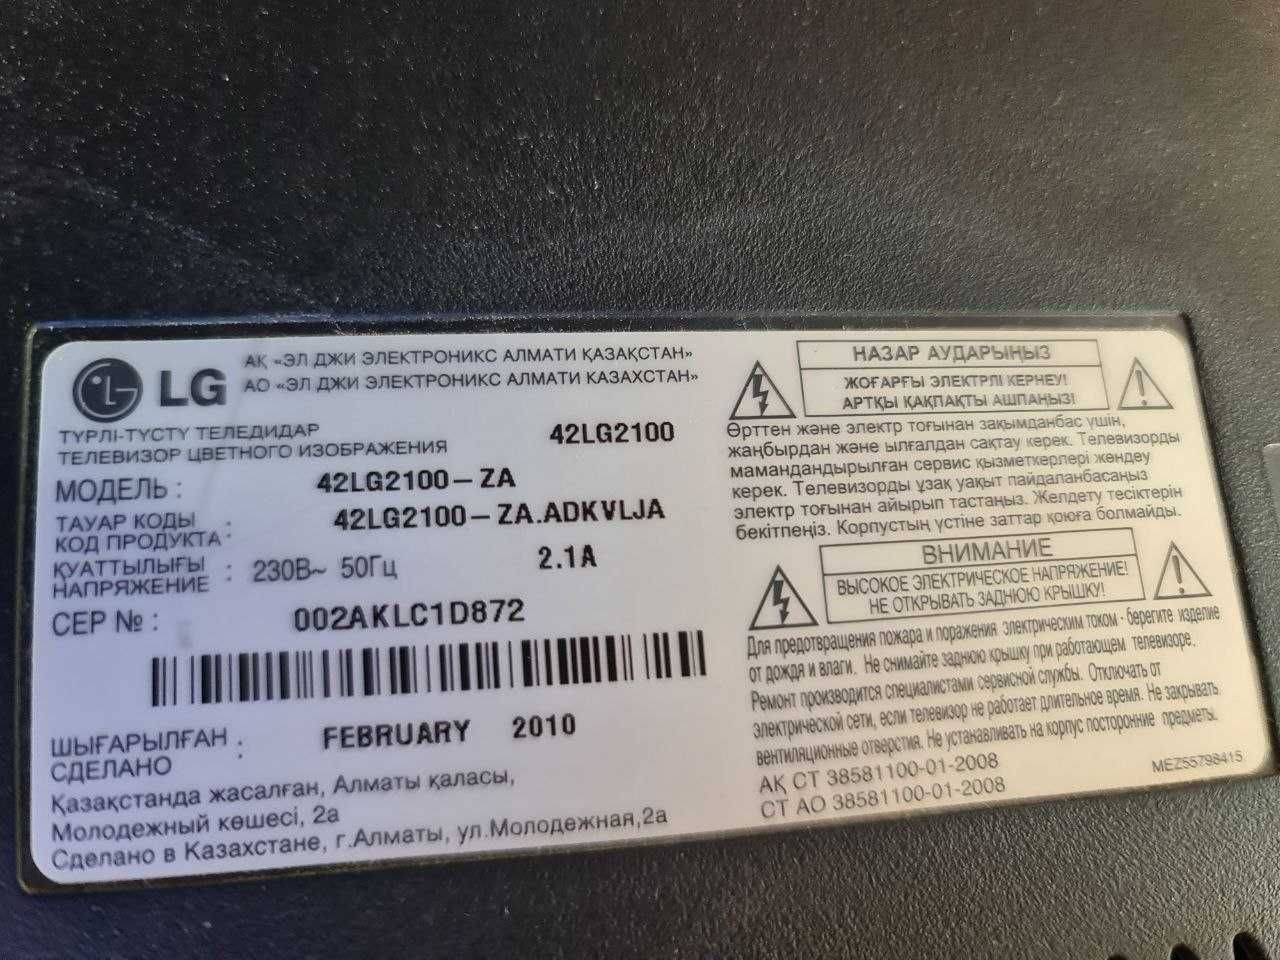 LG
АҚ «ЭЛ ДЖИ ЭЛЕКТРОНИКС АЛМАТИ ҚАЗАҚСТАН»
АО «ЭЛ ДЖИ ЭЛЕКТРОНИКС АЛМАТИ КАЗАХСТАН»
ТҮРЛІ-ТҮСТҮ ТЕЛЕДИДАР
ТЕЛЕВИЗОР ЦВЕТНОГО ИЗОБРАЖЕНИЯ
42LG2100
МОДЕЛЬ : 42LG2100-ZA
ТАУАР КОДЫ
КОД ПРОДУКТА : 42LG2100-ZA.ADKVLJA
ҚУАТТЫЛЫҒЫ
НАПРЯЖЕНИЕ : 230В~ 50Гц 2.1A
СЕР № : 002AKLC1D872
ШЫҒАРЫЛҒАН
СДЕЛАНО : FEBRUARY 2010
Қазақстанда жасалған, Алматы қаласы,
Молодежный көшесі, 2а
Сделано в Казахстане, г.Алматы, ул.Молодежная,2а
НАЗАР АУДАРЫҢЫЗ
ЖОҒАРҒЫ ЭЛЕКТРЛІ КЕРНЕУ!
АРТҚЫ ҚАҚПАҚТЫ АШПАҢЫЗ!
Өрттен және электр тоғынан зақымданбас үшін,
жаңбырдан және ылғалдан сақтау керек. Телевизорды
мамандандырылған сервис қызметкерлері жөндеу
керек. Телевизорды ұзақ уақыт пайдаланбасаңыз
электр тоғынан айырып тастаңыз. Желдету тесіктерін
бекітпеңіз. Корпустың үстіне заттар қоюға болмайды.
ВНИМАНИЕ
ВЫСОКОЕ ЭЛЕКТРИЧЕСКОЕ НАПРЯЖЕНИЕ!
НЕ ОТКРЫВАТЬ ЗАДНЮЮ КРЫШКУ!
Для предотвращения пожара и поражения электрическим током - берегите изделие
от дождя и влаги. Не снимайте заднюю крышку при работающем телевизоре.
Ремонт производится специалистами сервисной службы. Отключать от
электрической сети, если телевизор не работает длительное время. Не закрывать
вентиляционные отверстия. Не устанавливать на корпус посторонние предметы.
АҚ СТ 38581100-01-2008
СТ АО 38581100-01-2008
MEZ55798415